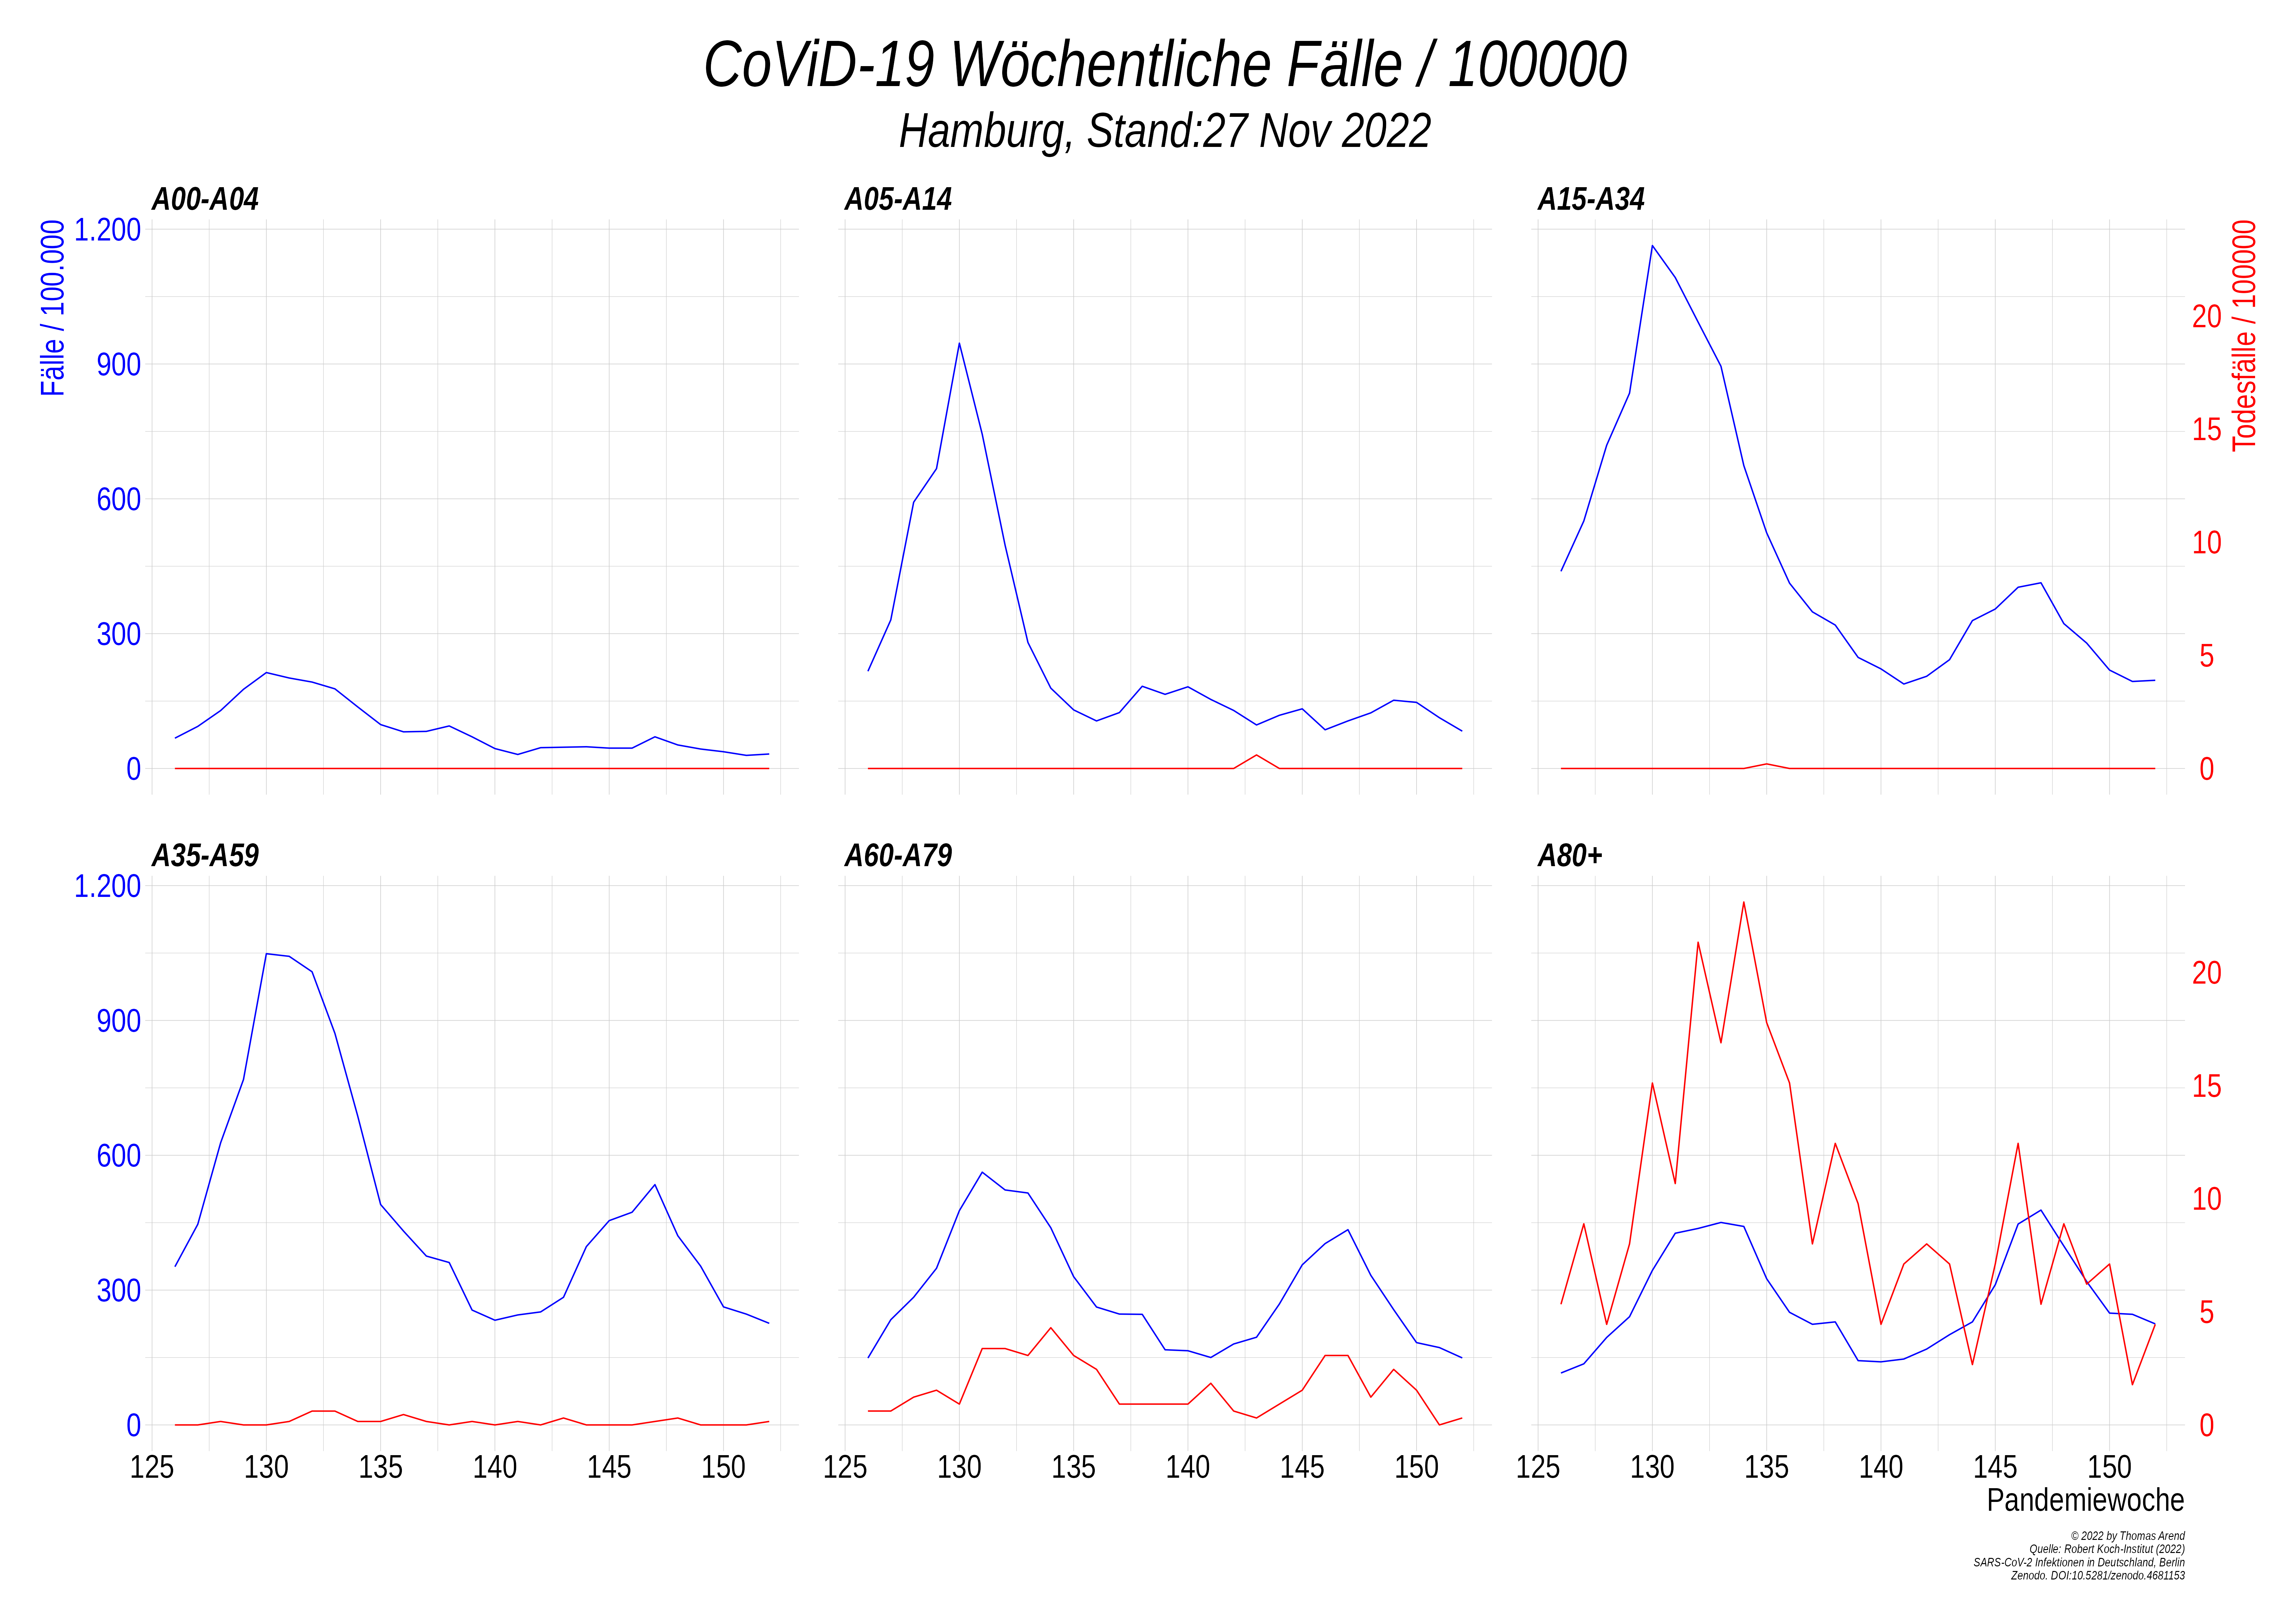 CoViD-19 Wöchentliche Fälle / 100000
Hamburg, Stand:27 Nov 2022
A00-A04
A05-A14
A15-A34
Fälle / 100.000
1.200
900
600
300
0
20
15
10
5
0
Todesfälle / 100000
A35-A59
A60-A79
A80+
1.200
900
600
300
0
20
15
10
5
0
125 130 135 140 145 150
125 130 135 140 145 150
125 130 135 140 145 150
Pandemiewoche
© 2022 by Thomas Arend
Quelle: Robert Koch-Institut (2022)
SARS-CoV-2 Infektionen in Deutschland, Berlin
Zenodo. DOI:10.5281/zenodo.4681153